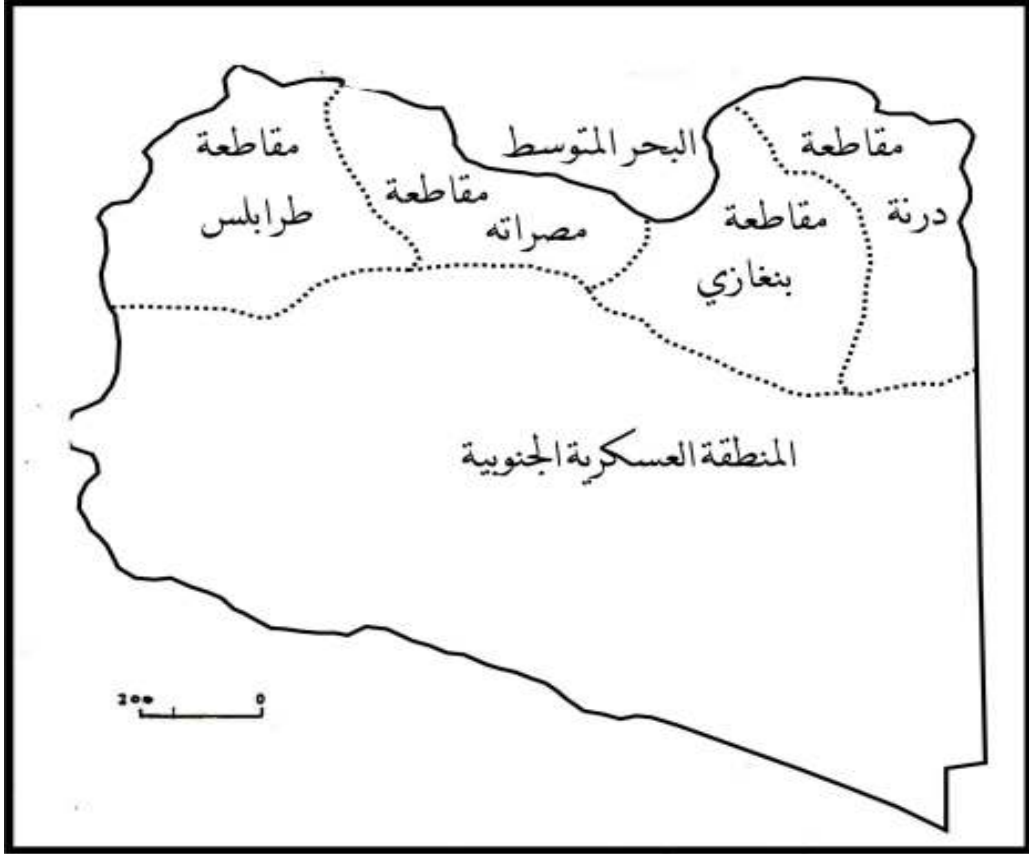 البحر المتوسط
مقاطعة
درنة
مقاطعة
بنغازي
مقاطعة
مصراته
مقاطعة
طرابلس
المنطقة العسكرية الجنوبية
200 0